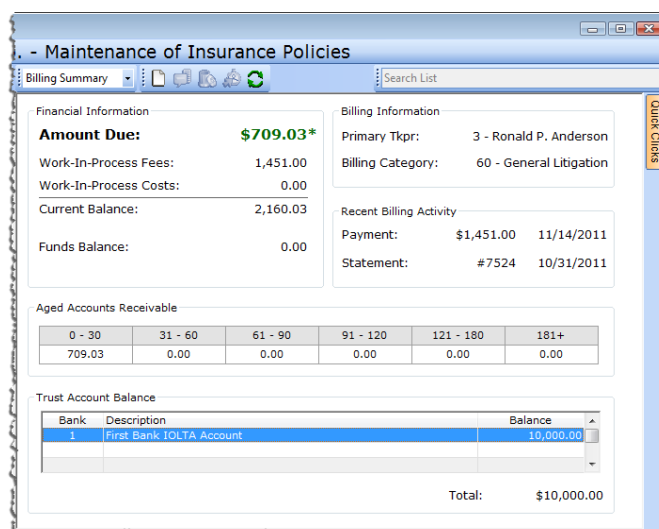 . - Maintenance of Insurance Policies
Billing Summary
Search List
Quick Clicks
Financial Information
Amount Due: $709.03*
Work-In-Process Fees: 1,451.00
Work-In-Process Costs: 0.00
Current Balance: 2,160.03
Funds Balance: 0.00
Billing Information
Primary Tkpr: 3 - Ronald P. Anderson
Billing Category: 60 - General Litigation
Recent Billing Activity
Payment: $1,451.00 11/14/2011
Statement: #7524 10/31/2011
Aged Accounts Receivable
0 - 30 31 - 60 61 - 90 91 - 120 121 - 180 181+
709.03 0.00 0.00 0.00 0.00 0.00
Trust Account Balance
Bank Description Balance
1 First Bank IOLTA Account 10,000.00
Total: $10,000.00